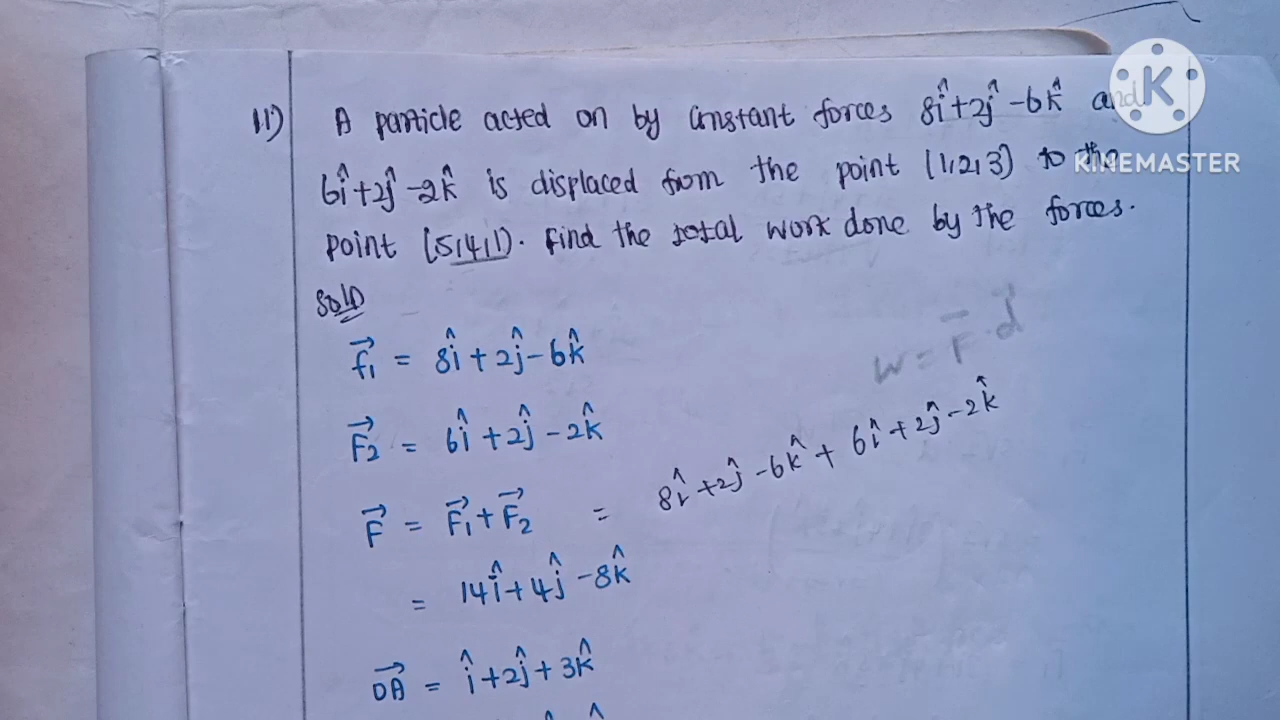 11) A particle acted on by constant forces 8î+2ĵ-6k̂ and
6î+2ĵ-2k̂ is displaced from the point (1,2,3) to the
KINEMASTER
point (5,4,1). Find the total work done by the forces.
Soln
W = F̄.d⃗
f⃗₁ = 8î+2ĵ-6k̂
F⃗₂ = 6î+2ĵ-2k̂
F⃗ = F⃗₁+F⃗₂ = 8î+2ĵ-6k̂+6î+2ĵ-2k̂
= 14î+4ĵ-8k̂
O⃗A = î+2ĵ+3k̂